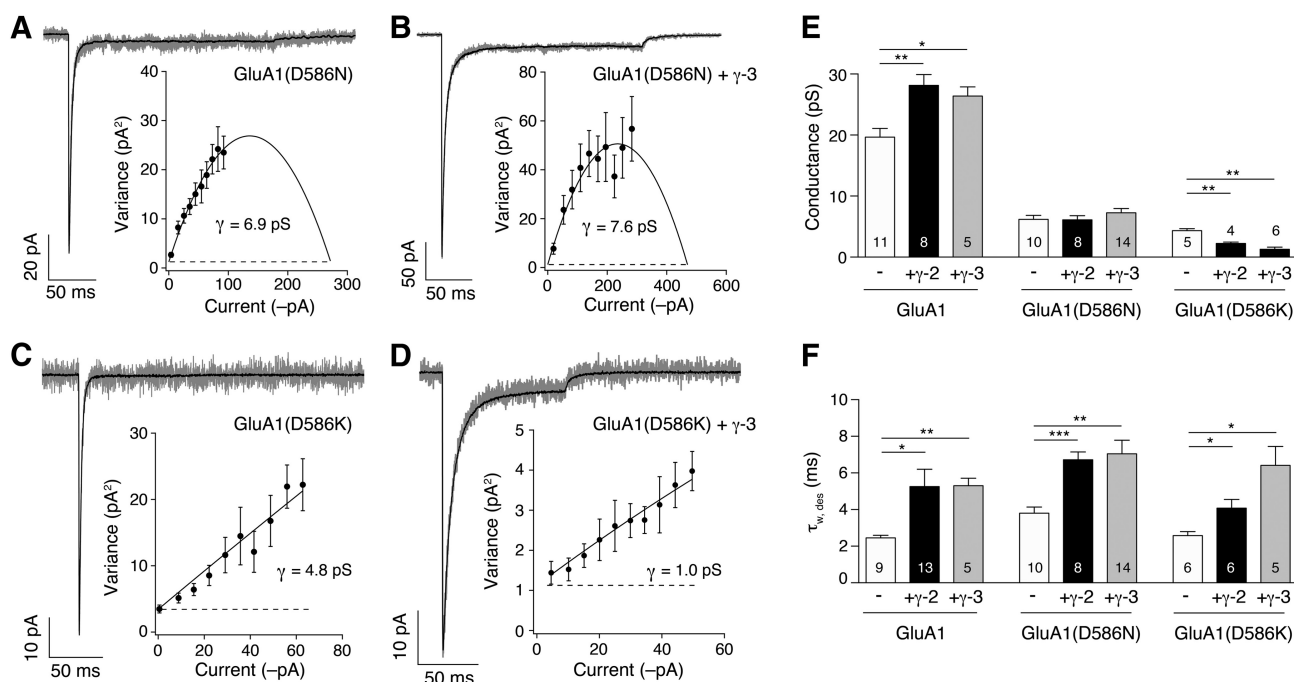 A
GluA1(D586N)
Variance (pA²)
40
30
20
10
0
γ = 6.9 pS
0 100 200 300
Current (–pA)
20 pA
50 ms
B
GluA1(D586N) + γ-3
Variance (pA²)
80
60
40
20
0
γ = 7.6 pS
0 200 400 600
Current (–pA)
50 pA
50 ms
C
GluA1(D586K)
Variance (pA²)
30
20
10
0
γ = 4.8 pS
0 20 40 60 80
Current (–pA)
10 pA
50 ms
D
GluA1(D586K) + γ-3
Variance (pA²)
5
4
3
2
1
0
γ = 1.0 pS
0 20 40 60
Current (–pA)
10 pA
50 ms
E
Conductance (pS)
30
20
10
0
*
**
**
**
11 8 5 10 8 14 5 4 6
- +γ-2 +γ-3 - +γ-2 +γ-3 - +γ-2 +γ-3
GluA1 GluA1(D586N) GluA1(D586K)
F
τw, des (ms)
10
8
6
4
2
0
**
*
**
***
*
*
9 13 5 10 8 14 6 6 5
- +γ-2 +γ-3 - +γ-2 +γ-3 - +γ-2 +γ-3
GluA1 GluA1(D586N) GluA1(D586K)